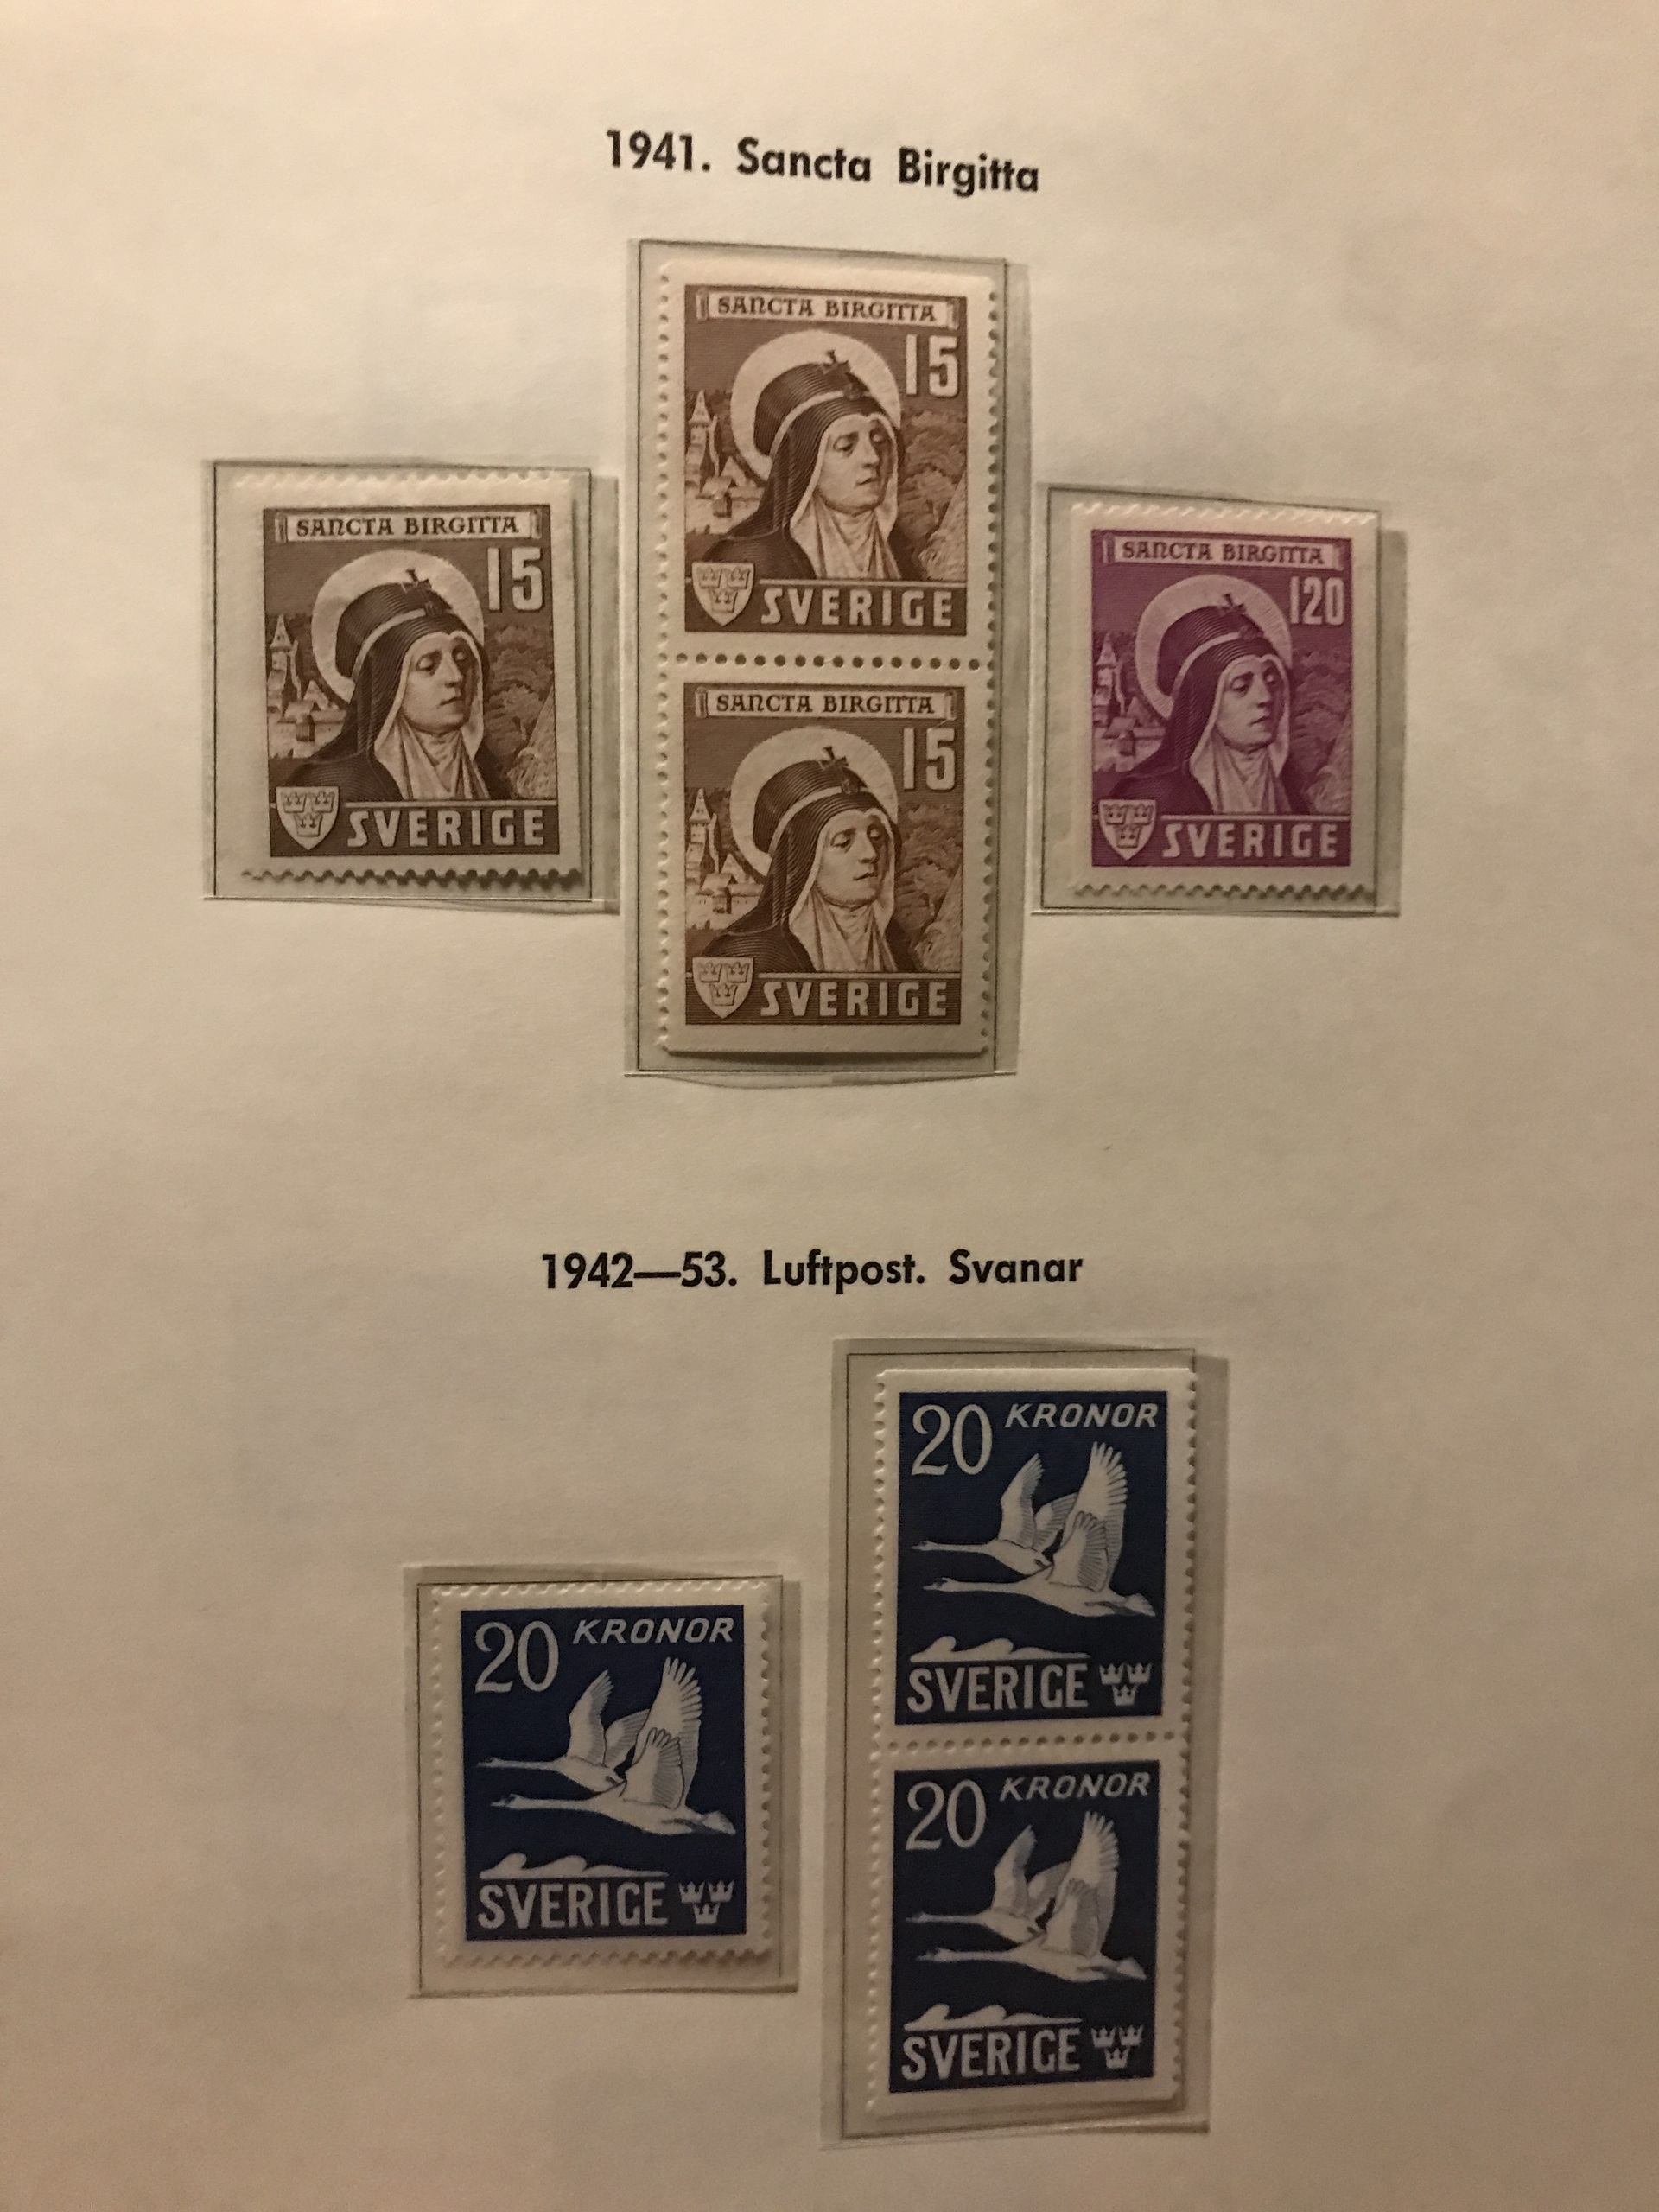 1941. Sancta Birgitta
SANCTA BIRGITTA
15
SVERIGE
SANCTA BIRGITTA
15
SVERIGE
SANCTA BIRGITTA
15
SVERIGE
SANCTA BIRGITTA
120
SVERIGE
1942—53. Luftpost. Svanar
20 KRONOR
SVERIGE
20 KRONOR
SVERIGE
20 KRONOR
SVERIGE